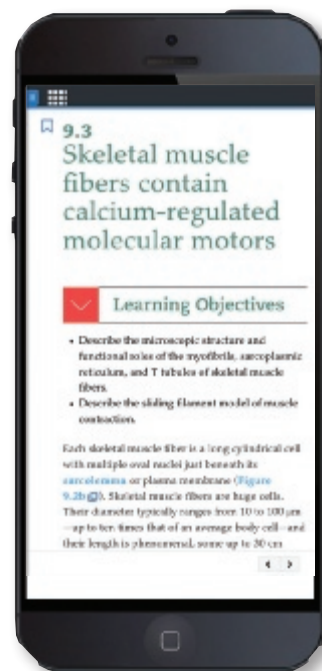 9.3
Skeletal muscle
fibers contain
calcium-regulated
molecular motors
Learning Objectives
• Describe the microscopic structure and
functional roles of the myofibrils, sarcoplasmic
reticulum, and T tubules of skeletal muscle
fibers.
• Describe the sliding filament model of muscle
contraction.
Each skeletal muscle fiber is a long cylindrical cell
with multiple oval nuclei just beneath its
sarcolemma or plasma membrane (Figure
9.2b). Skeletal muscle fibers are huge cells.
Their diameter typically ranges from 10 to 100 μm
—up to ten times that of an average body cell—and
their length is phenomenal, some up to 30 cm